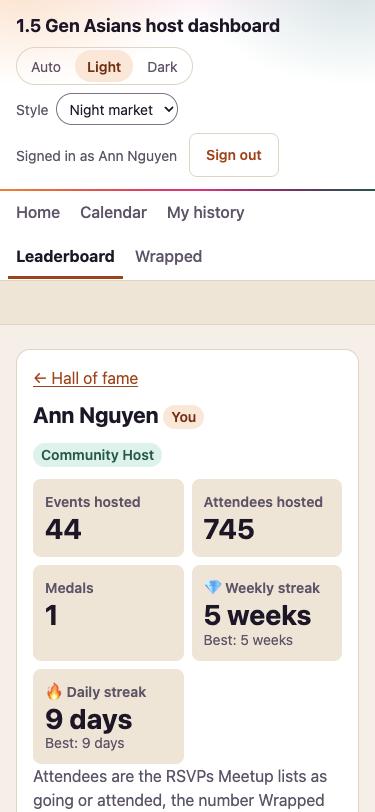 1.5 Gen Asians host dashboard
Auto Light Dark
Style Night market
Signed in as Ann Nguyen Sign out
Home Calendar My history
Leaderboard Wrapped
← Hall of fame
Ann Nguyen You
Community Host
Events hosted
44
Attendees hosted
745
Medals
1
💎 Weekly streak
5 weeks
Best: 5 weeks
🔥 Daily streak
9 days
Best: 9 days
Attendees are the RSVPs Meetup lists as
going or attended, the number Wrapped